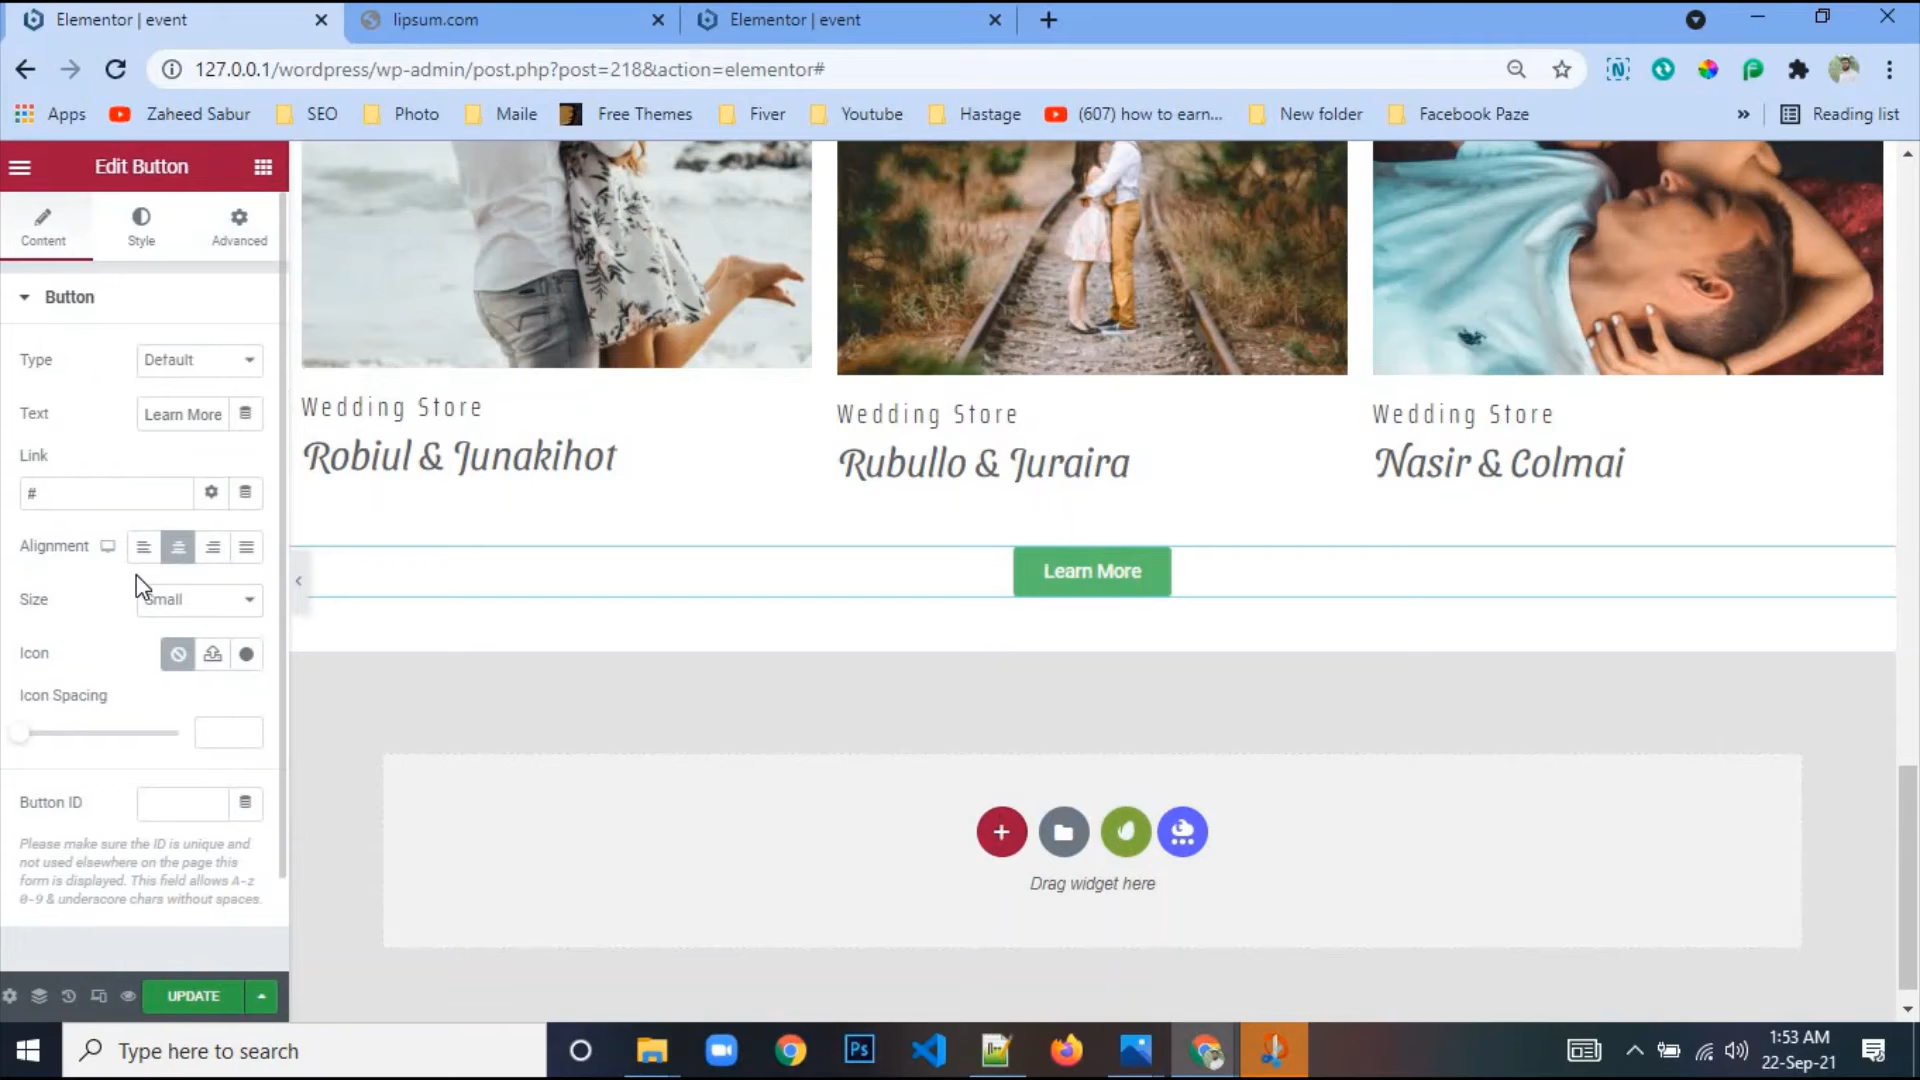 Elementor | event
lipsum.com
Elementor | event
127.0.0.1/wordpress/wp-admin/post.php?post=218&action=elementor#
Apps
Zaheed Sabur
SEO
Photo
Maile
Free Themes
Fiver
Youtube
Hastage
(607) how to earn...
New folder
Facebook Paze
»
Reading list
Edit Button
Content
Style
Advanced
Button
Type
Default
Text
Learn More
Link
#
Alignment
Size
Small
Icon
Icon Spacing
Button ID
Please make sure the ID is unique and
not used elsewhere on the page this
form is displayed. This field allows A-z
0-9 & underscore chars without spaces.
UPDATE
Wedding Store
Robiul & Junakihot
Wedding Store
Rubullo & Juraira
Wedding Store
Nasir & Colmai
Learn More
Drag widget here
Type here to search
Ps
1:53 AM
22-Sep-21